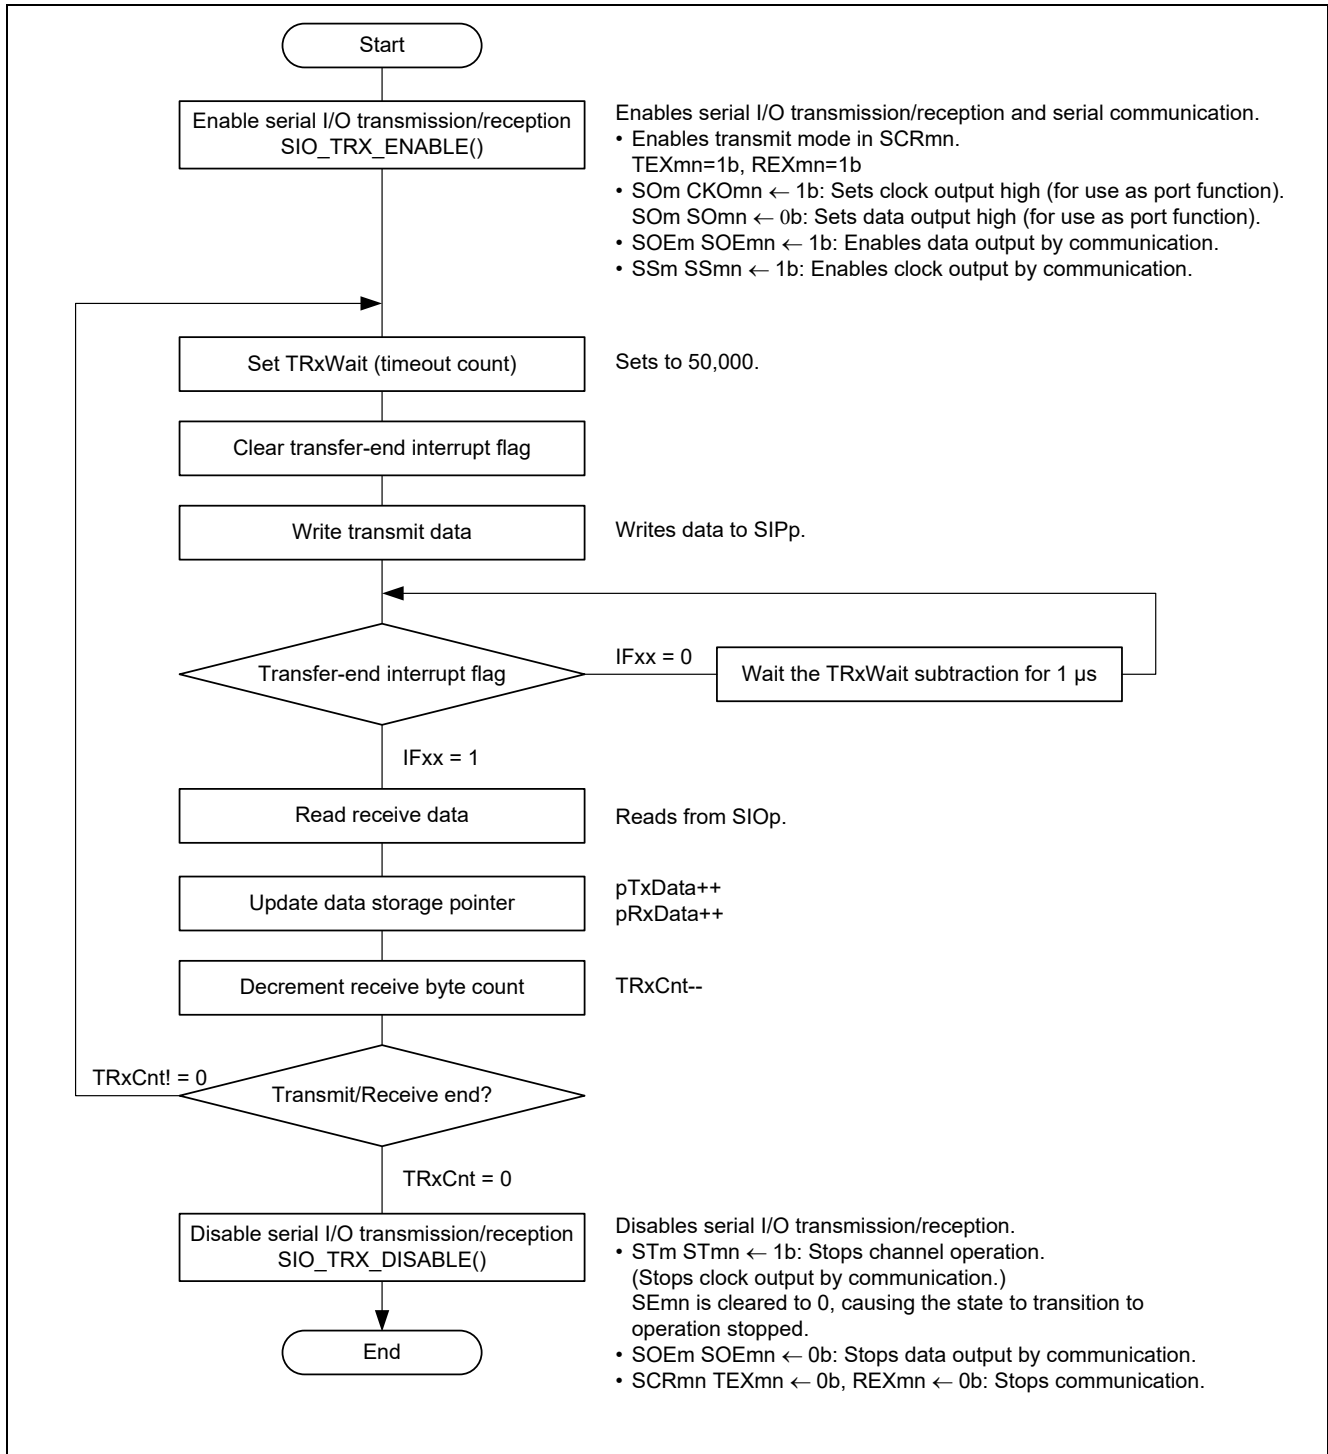 Start
Enable serial I/O transmission/reception
SIO_TRX_ENABLE()
Enables serial I/O transmission/reception and serial communication.
• Enables transmit mode in SCRmn.
TEXmn=1b, REXmn=1b
• SOm CKOmn ← 1b: Sets clock output high (for use as port function).
SOm SOmn ← 0b: Sets data output high (for use as port function).
• SOEm SOEmn ← 1b: Enables data output by communication.
• SSm SSmn ← 1b: Enables clock output by communication.
Set TRxWait (timeout count)
Sets to 50,000.
Clear transfer-end interrupt flag
Write transmit data
Writes data to SIPp.
Transfer-end interrupt flag
IFxx = 0
Wait the TRxWait subtraction for 1 µs
IFxx = 1
Read receive data
Reads from SIOp.
Update data storage pointer
pTxData++
pRxData++
Decrement receive byte count
TRxCnt--
TRxCnt! = 0
Transmit/Receive end?
TRxCnt = 0
Disable serial I/O transmission/reception
SIO_TRX_DISABLE()
Disables serial I/O transmission/reception.
• STm STmn ← 1b: Stops channel operation.
(Stops clock output by communication.)
SEmn is cleared to 0, causing the state to transition to
operation stopped.
• SOEm SOEmn ← 0b: Stops data output by communication.
• SCRmn TEXmn ← 0b, REXmn ← 0b: Stops communication.
End